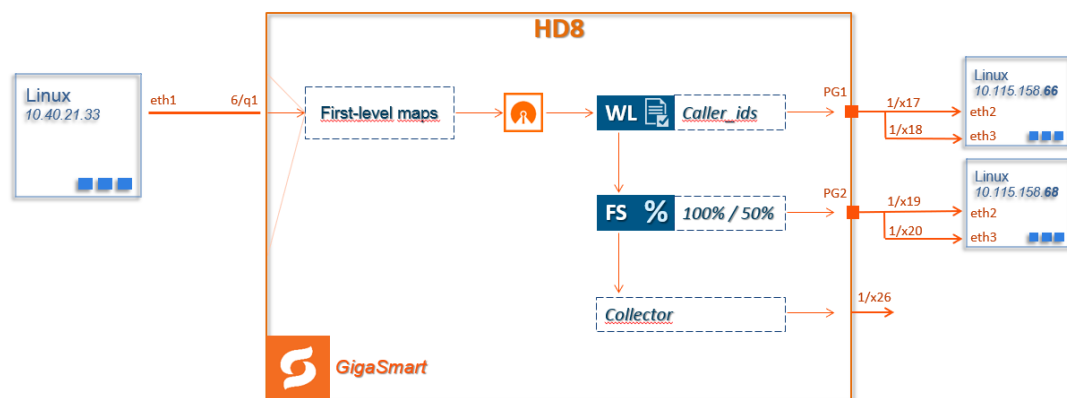 HD8
Linux
10.40.21.33
eth1
6/q1
First-level maps
WL
Caller_ids
PG1
1/x17
1/x18
Linux
10.115.158.66
eth2
eth3
FS
%
100% / 50%
PG2
1/x19
1/x20
Linux
10.115.158.68
eth2
eth3
Collector
1/x26
GigaSmart